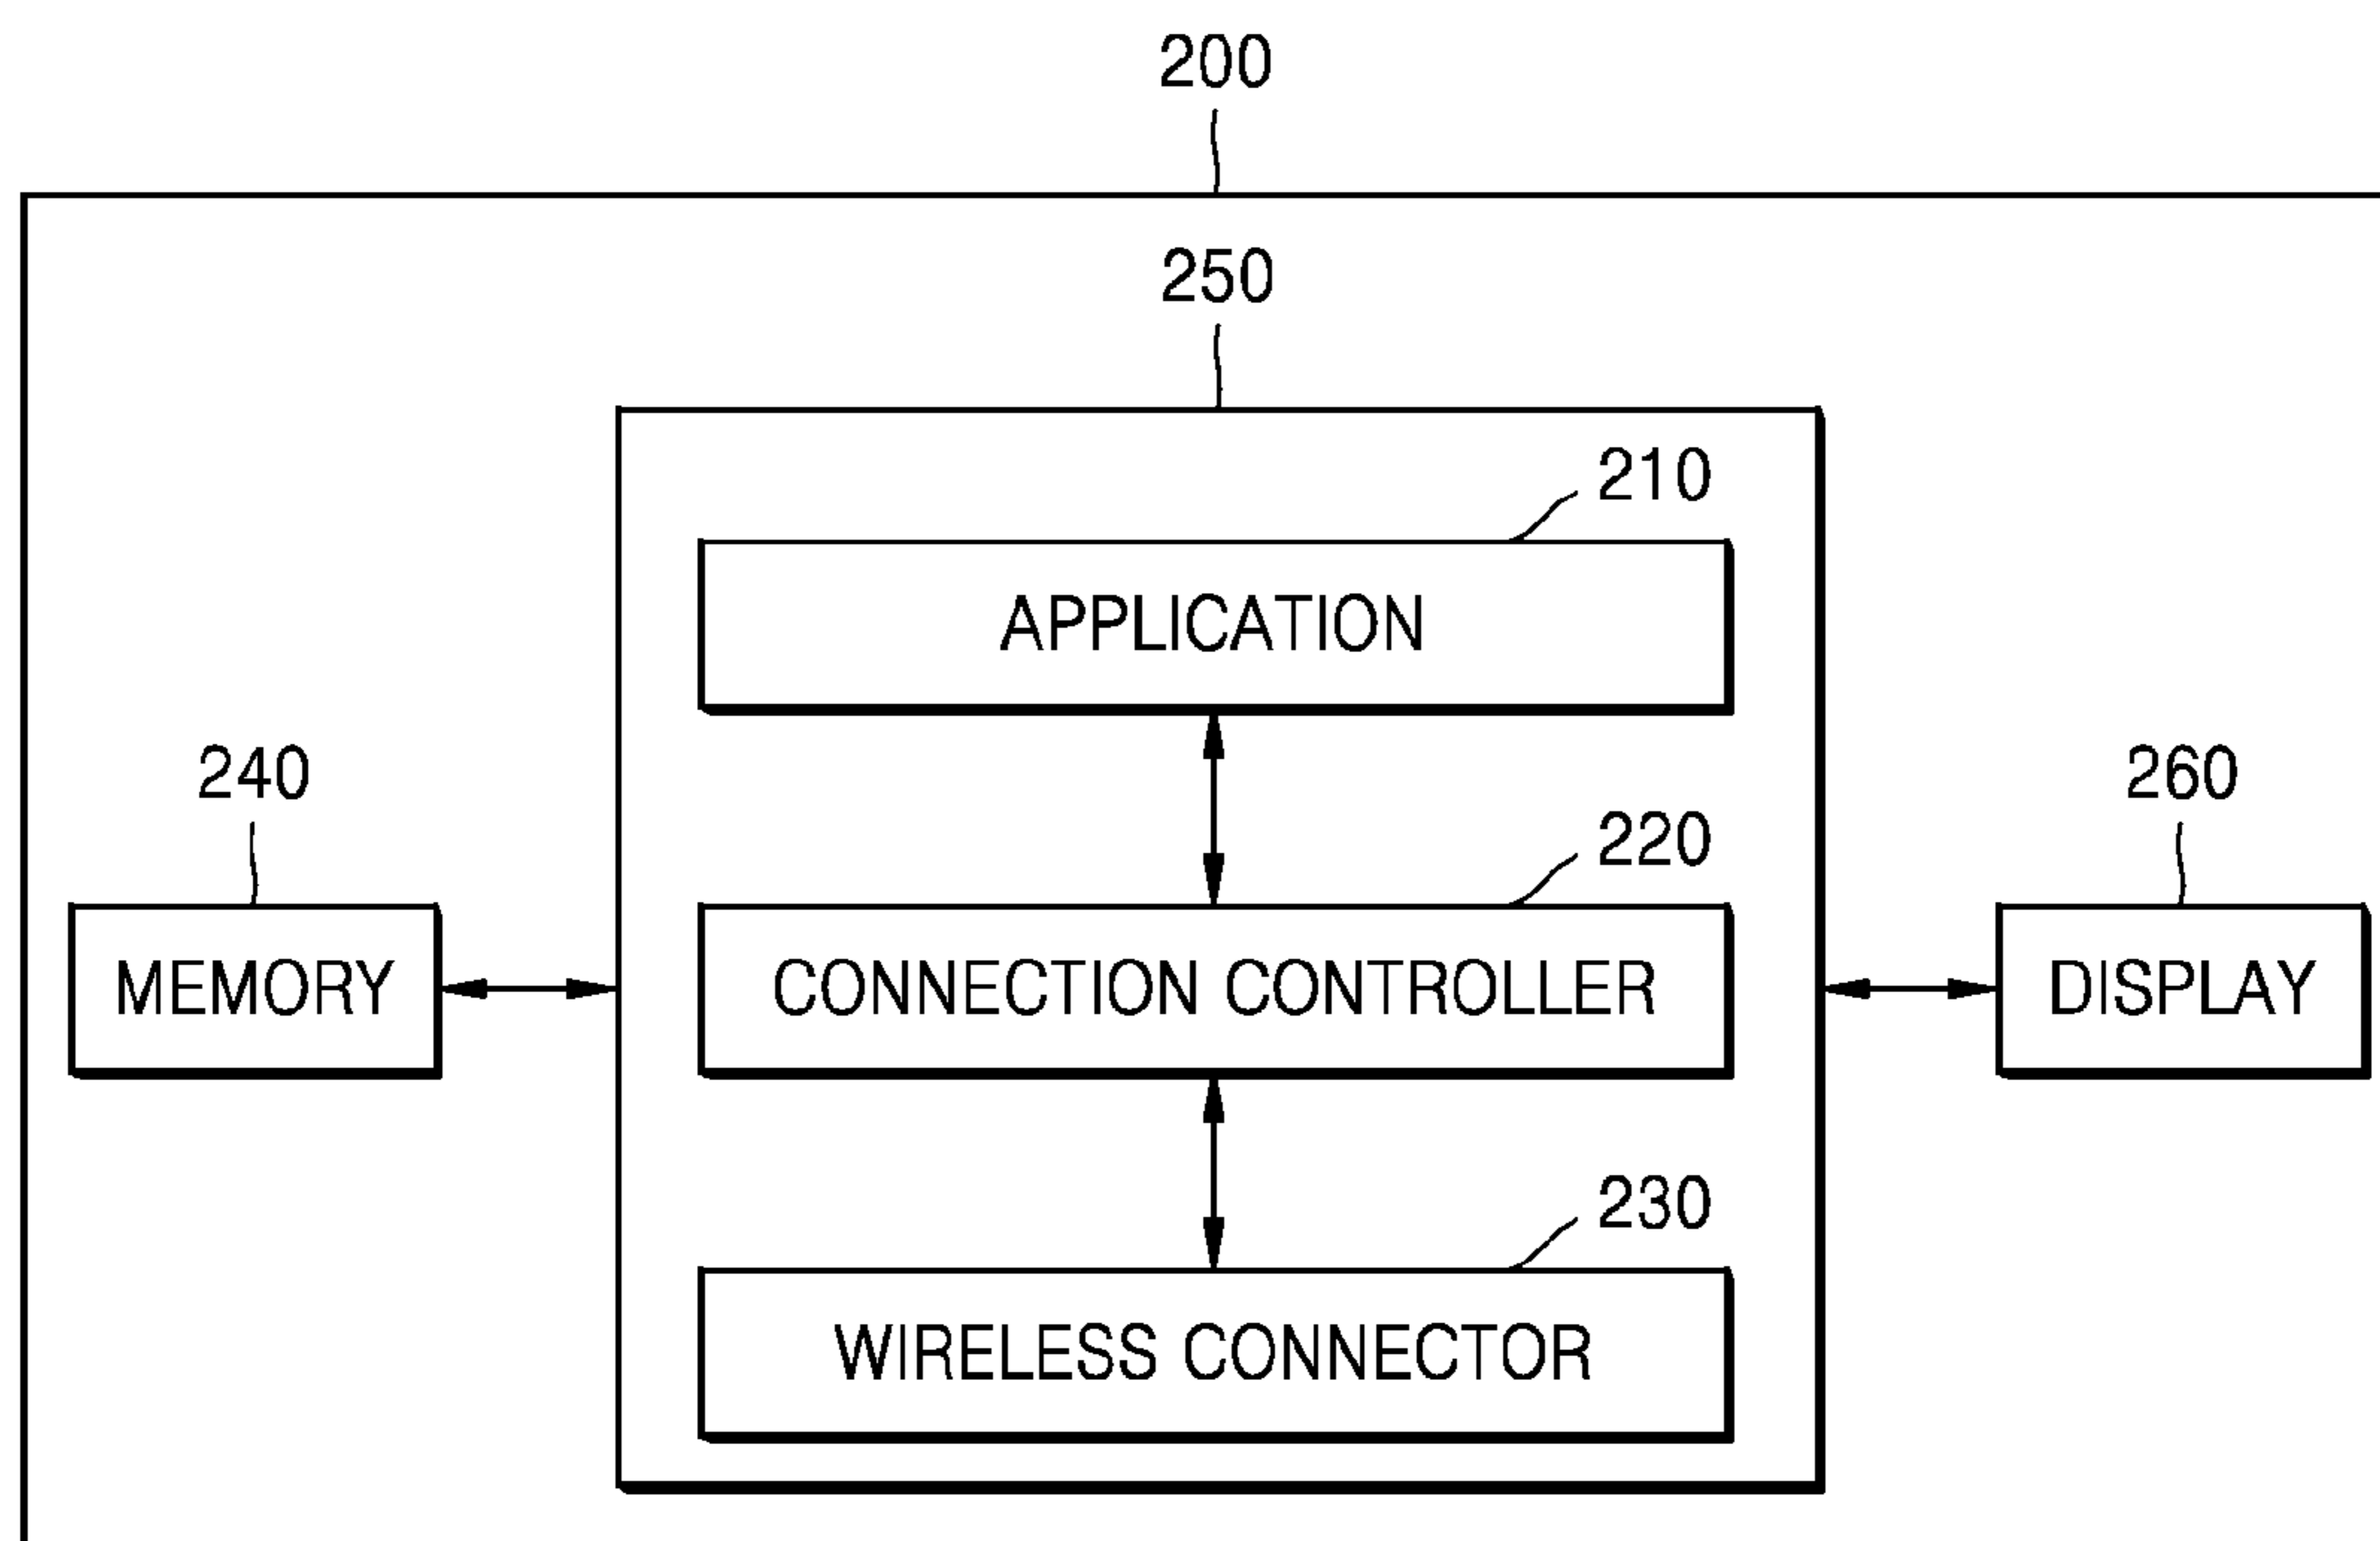 200
250
210
APPLICATION
240
260
220
MEMORY
CONNECTION CONTROLLER
DISPLAY
230
WIRELESS CONNECTOR